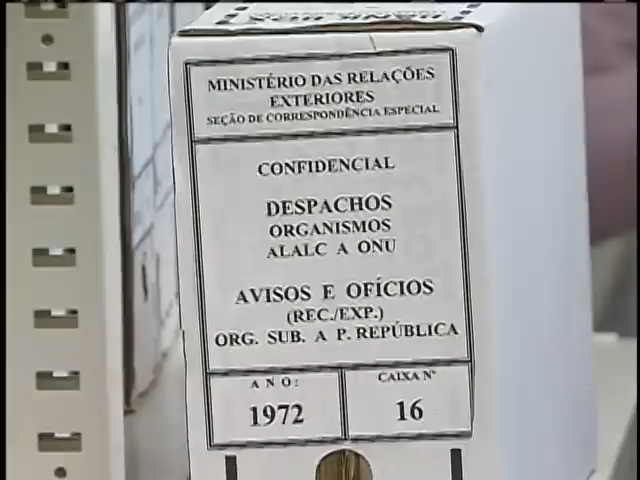 MINISTÉRIO DAS RELAÇÕES
EXTERIORES
SEÇÃO DE CORRESPONDÊNCIA ESPECIAL
CONFIDENCIAL
DESPACHOS
ORGANISMOS
ALALC A ONU
AVISOS E OFÍCIOS
(REC./EXP.)
ORG. SUB. A P. REPÚBLICA
ANO:
1972
CAIXA Nº
16